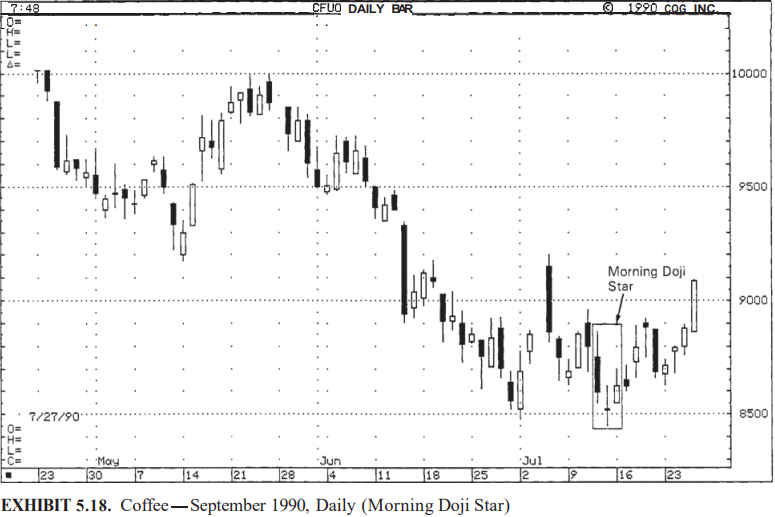 7:48 CFU0 DAILY BAR © 1990 CQG INC.
O=
H=
L=
L=
Δ=
10000
9500
Morning Doji
Star
9000
8500
7/27/90
O=
H=
L=
C=
May Jun Jul
23 30 7 14 21 28 4 11 18 25 2 9 16 23
EXHIBIT 5.18. Coffee—September 1990, Daily (Morning Doji Star)